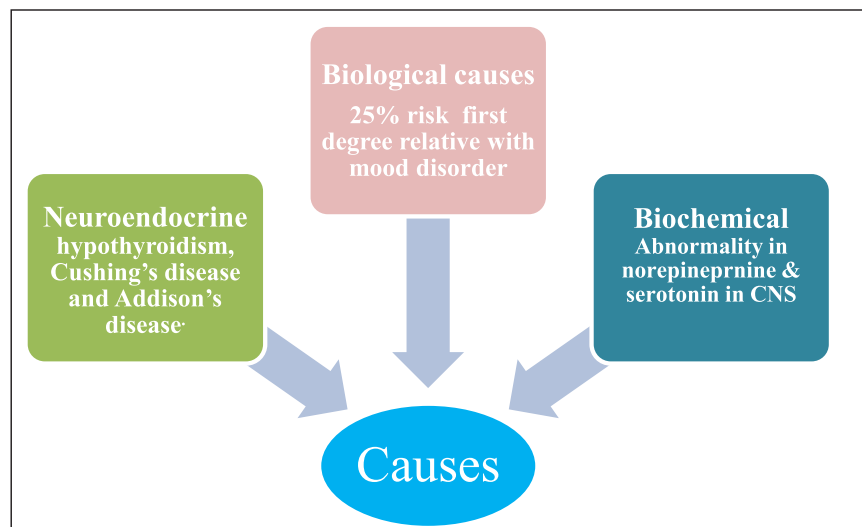 Biological causes
25% risk  first
degree relative with
mood disorder
Neuroendocrine
hypothyroidism,
Cushing’s disease
and Addison’s
disease.
Biochemical
Abnormality in
norepineprnine &
serotonin in CNS
Causes